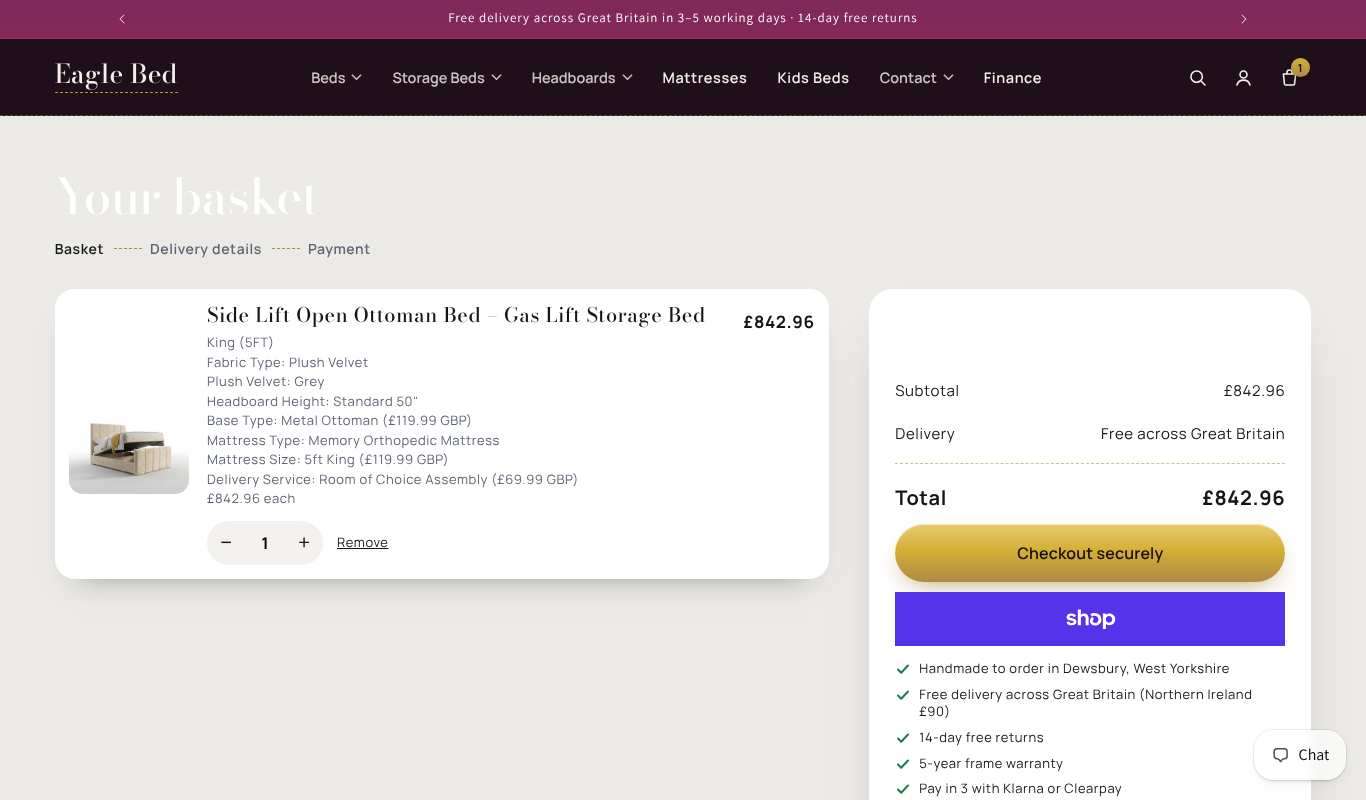 Free delivery across Great Britain in 3–5 working days · 14-day free returns
Eagle Bed
Beds
Storage Beds
Headboards
Mattresses
Kids Beds
Contact
Finance
1
Your basket
Basket
Delivery details
Payment
Side Lift Open Ottoman Bed – Gas Lift Storage Bed
£842.96
King (5FT)
Fabric Type: Plush Velvet
Plush Velvet: Grey
Headboard Height: Standard 50"
Base Type: Metal Ottoman (£119.99 GBP)
Mattress Type: Memory Orthopedic Mattress
Mattress Size: 5ft King (£119.99 GBP)
Delivery Service: Room of Choice Assembly (£69.99 GBP)
£842.96 each
− 1 +
Remove
Subtotal £842.96
Delivery Free across Great Britain
Total £842.96
Checkout securely
shop
Handmade to order in Dewsbury, West Yorkshire
Free delivery across Great Britain (Northern Ireland
£90)
14-day free returns
5-year frame warranty
Pay in 3 with Klarna or Clearpay
Chat